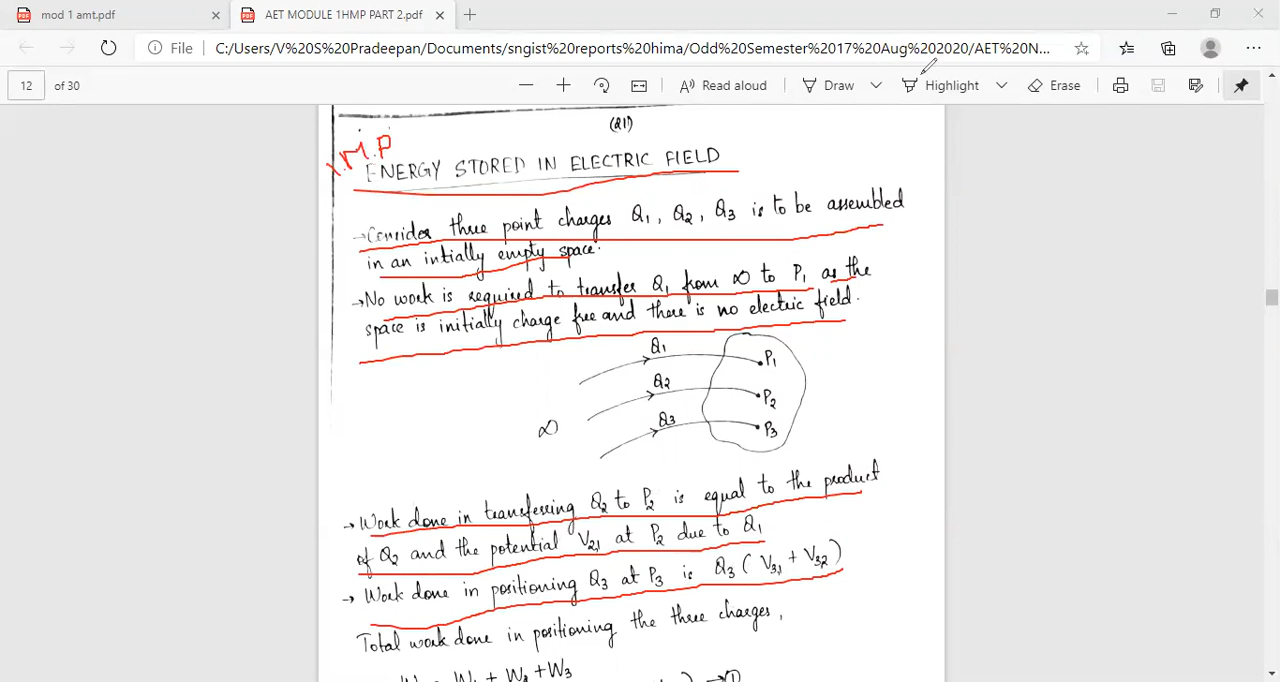 mod 1 amt.pdf
AET MODULE 1HMP PART 2.pdf
File
C:/Users/V%20S%20Pradeepan/Documents/sngist%20reports%20hima/Odd%20Semester%2017%20Aug%202020/AET%20N...
12 of 30
Read aloud
Draw
Highlight
Erase
(21)
I.M.P
ENERGY STORED IN ELECTRIC FIELD
→Consider three point charges Q1, Q2, Q3 is to be assembled
in an intially empty space.
→No work is required to transfer Q1 from ∞ to P1 as the
space is initially charge free and there is no electric field.
Q1
P1
Q2
P2
Q3
P3
∞
→Work done in transferring Q2 to P2 is equal to the product
of Q2 and the potential V21 at P2 due to Q1
→ Work done in positioning Q3 at P3 is Q3 ( V31 + V32 )
Total work done in positioning the three charges,
+ W3
→①